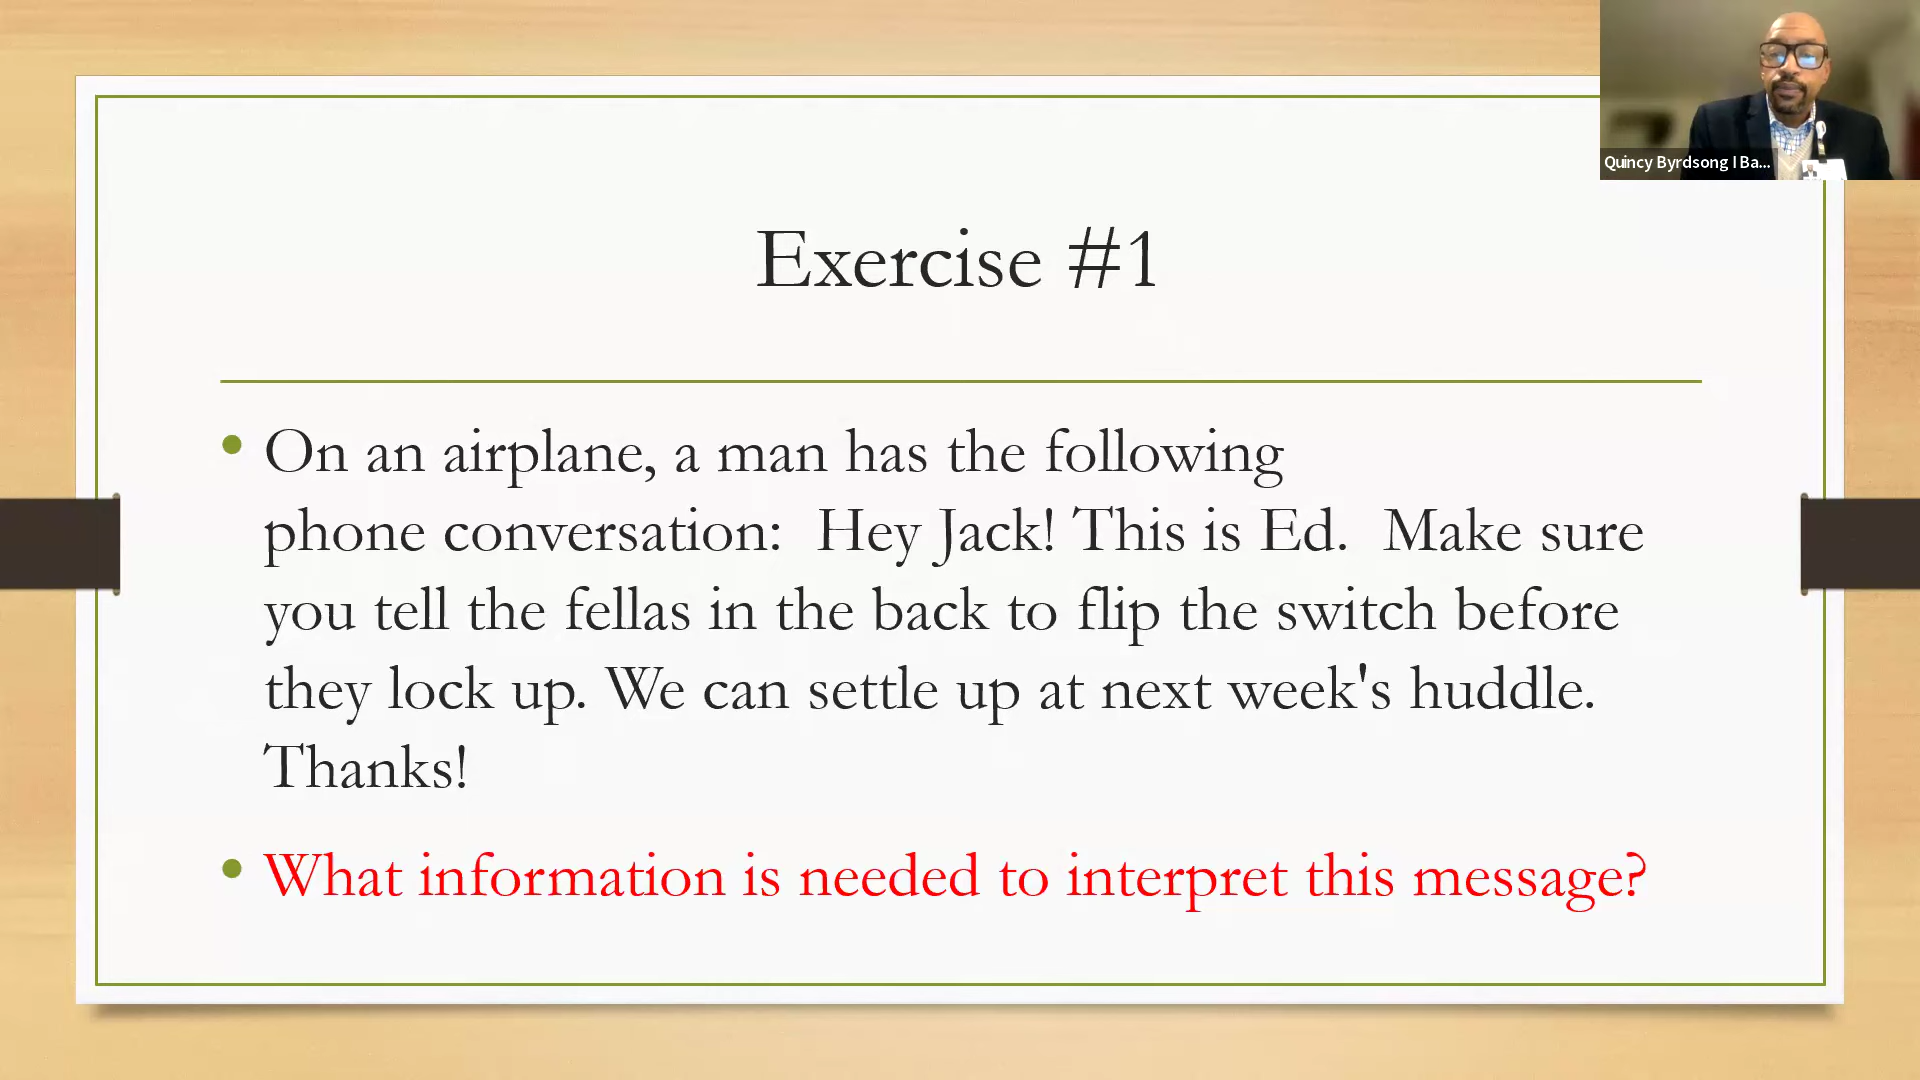 Quincy Byrdsong | Ba...
Exercise #1
On an airplane, a man has the following
phone conversation:  Hey Jack! This is Ed.  Make sure
you tell the fellas in the back to flip the switch before
they lock up. We can settle up at next week's huddle.
Thanks!
What information is needed to interpret this message?